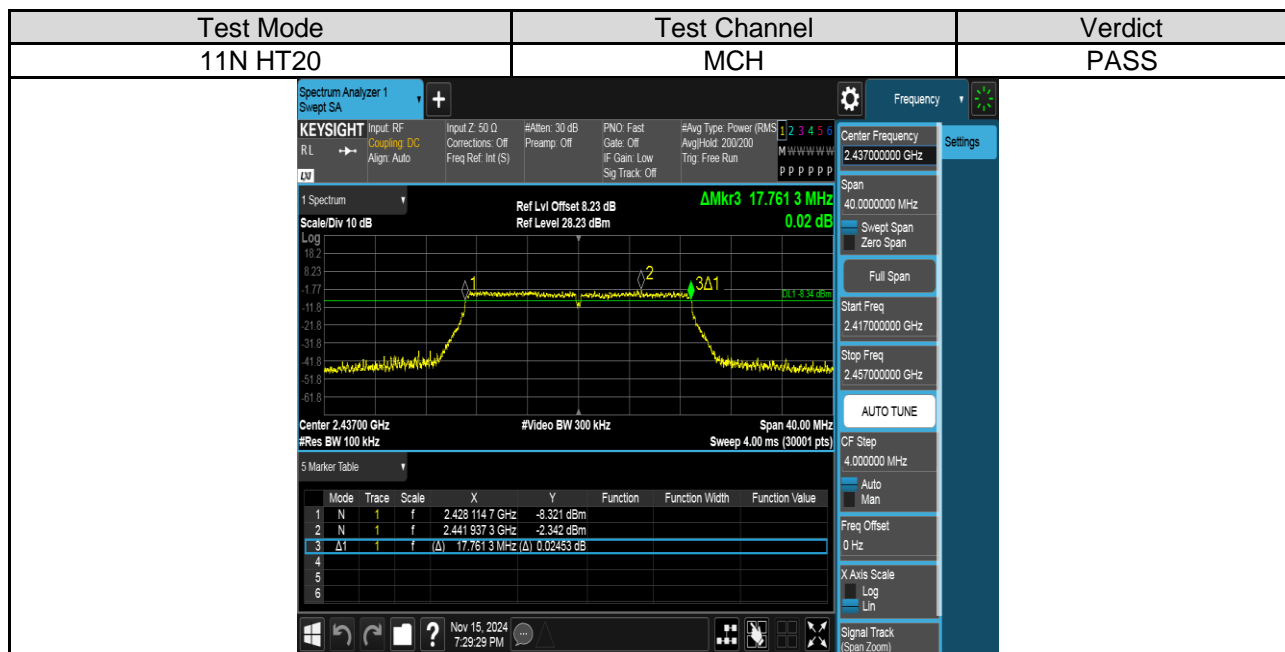 Test Mode Test Channel Verdict
11N HT20 MCH PASS
Spectrum Analyzer 1
Swept SA
Frequency
KEYSIGHT Input: RF Input Z: 50 Ω #Atten: 30 dB PNO: Fast #Avg Type: Power (RMS 1 2 3 4 5 6
RL Coupling: DC Corrections: Off Preamp: Off Gate: Off Avg|Hold: 200/200 M W W W W W
Align: Auto Freq Ref: Int (S) IF Gain: Low Trig: Free Run
LXI Sig Track: Off P P P P P P
Center Frequency
2.437000000 GHz
Settings
1 Spectrum
Ref Lvl Offset 8.23 dB
ΔMkr3 17.761 3 MHz
Scale/Div 10 dB Ref Level 28.23 dBm 0.02 dB
Log
18.2
8.23
-1.77
-11.8
-21.8
-31.8
-41.8
-51.8
-61.8
1
2
3Δ1
DL1 -8.34 dBm
Center 2.43700 GHz #Video BW 300 kHz Span 40.00 MHz
#Res BW 100 kHz Sweep 4.00 ms (30001 pts)
Span
40.0000000 MHz
Swept Span
Zero Span
Full Span
Start Freq
2.417000000 GHz
Stop Freq
2.457000000 GHz
AUTO TUNE
CF Step
4.000000 MHz
Auto
Man
Freq Offset
0 Hz
X Axis Scale
Log
Lin
Signal Track
(Span Zoom)
5 Marker Table
Mode Trace Scale X Y Function Function Width Function Value
1 N 1 f 2.428 114 7 GHz -8.321 dBm
2 N 1 f 2.441 937 3 GHz -2.342 dBm
3 Δ1 1 f (Δ) 17.761 3 MHz (Δ) 0.02453 dB
4
5
6
? Nov 15, 2024
7:29:29 PM